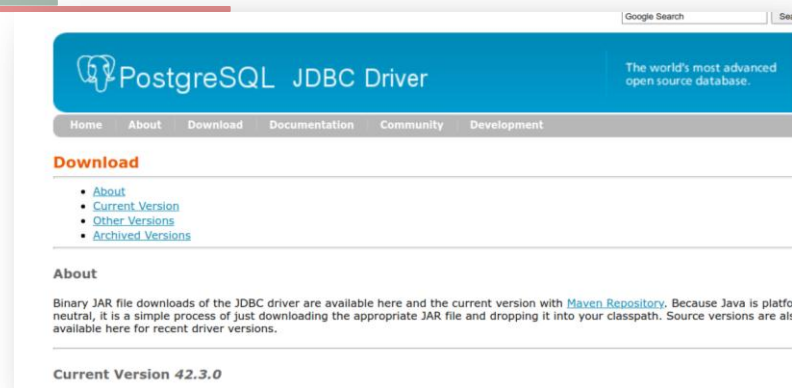 Google Search
PostgreSQL JDBC Driver
The world's most advanced
open source database.
Home About Download Documentation Community Development
Download
About
Current Version
Other Versions
Archived Versions
About
Binary JAR file downloads of the JDBC driver are available here and the current version with Maven Repository. Because Java is
neutral, it is a simple process of just downloading the appropriate JAR file and dropping it into your classpath. Source versions are
available here for recent driver versions.
Current Version 42.3.0